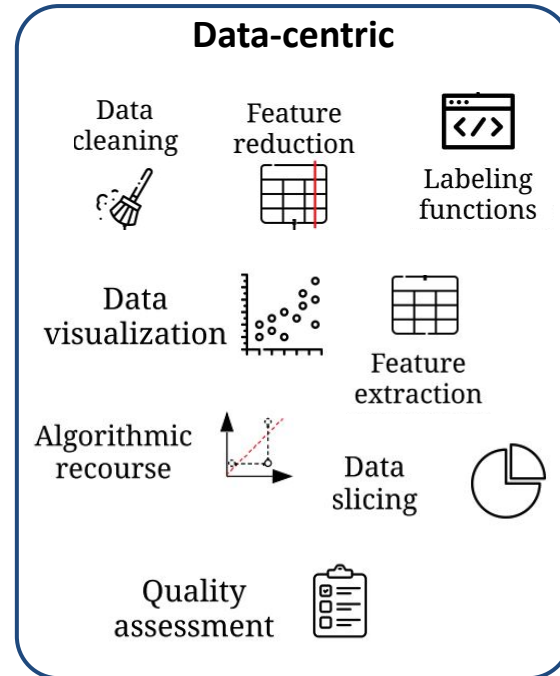 Data-centric
Data
cleaning
Feature
reduction
</>
Labeling
functions
Data
visualization
Feature
extraction
Algorithmic
recourse
Data
slicing
Quality
assessment